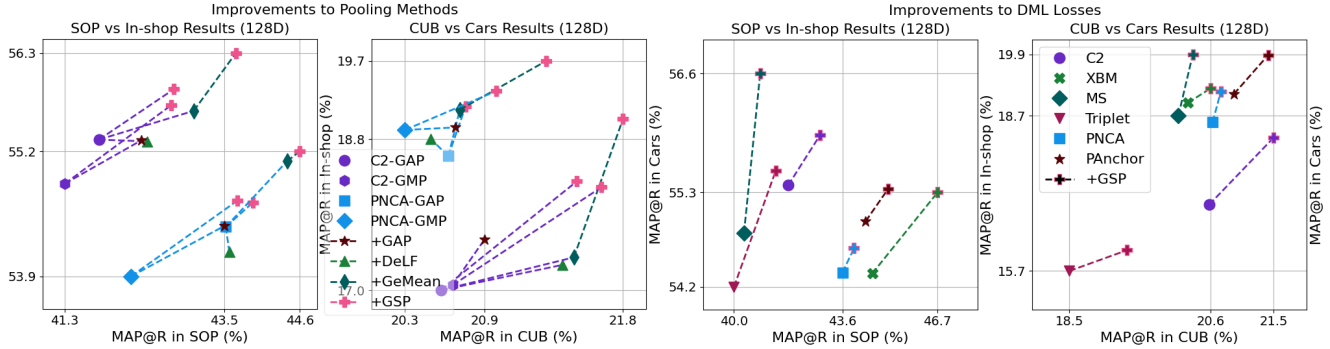 Improvements to Pooling Methods
SOP vs In-shop Results (128D)
56.3
55.2
53.9
41.3
43.5
44.6
MAP@R in SOP (%)
MAP@R in In-shop (%)
CUB vs Cars Results (128D)
19.7
18.8
17.0
C2-GAP
C2-GMP
PNCA-GAP
PNCA-GMP
+GAP
+DeLF
+GeMean
+GSP
20.3
20.9
21.8
MAP@R in CUB (%)
MAP@R in Cars (%)
Improvements to DML Losses
SOP vs In-shop Results (128D)
56.6
55.3
54.2
40.0
43.6
46.7
MAP@R in SOP (%)
MAP@R in In-shop (%)
CUB vs Cars Results (128D)
19.9
18.7
15.7
C2
XBM
MS
Triplet
PNCA
PAnchor
+GSP
18.5
20.6
21.5
MAP@R in CUB (%)
MAP@R in Cars (%)